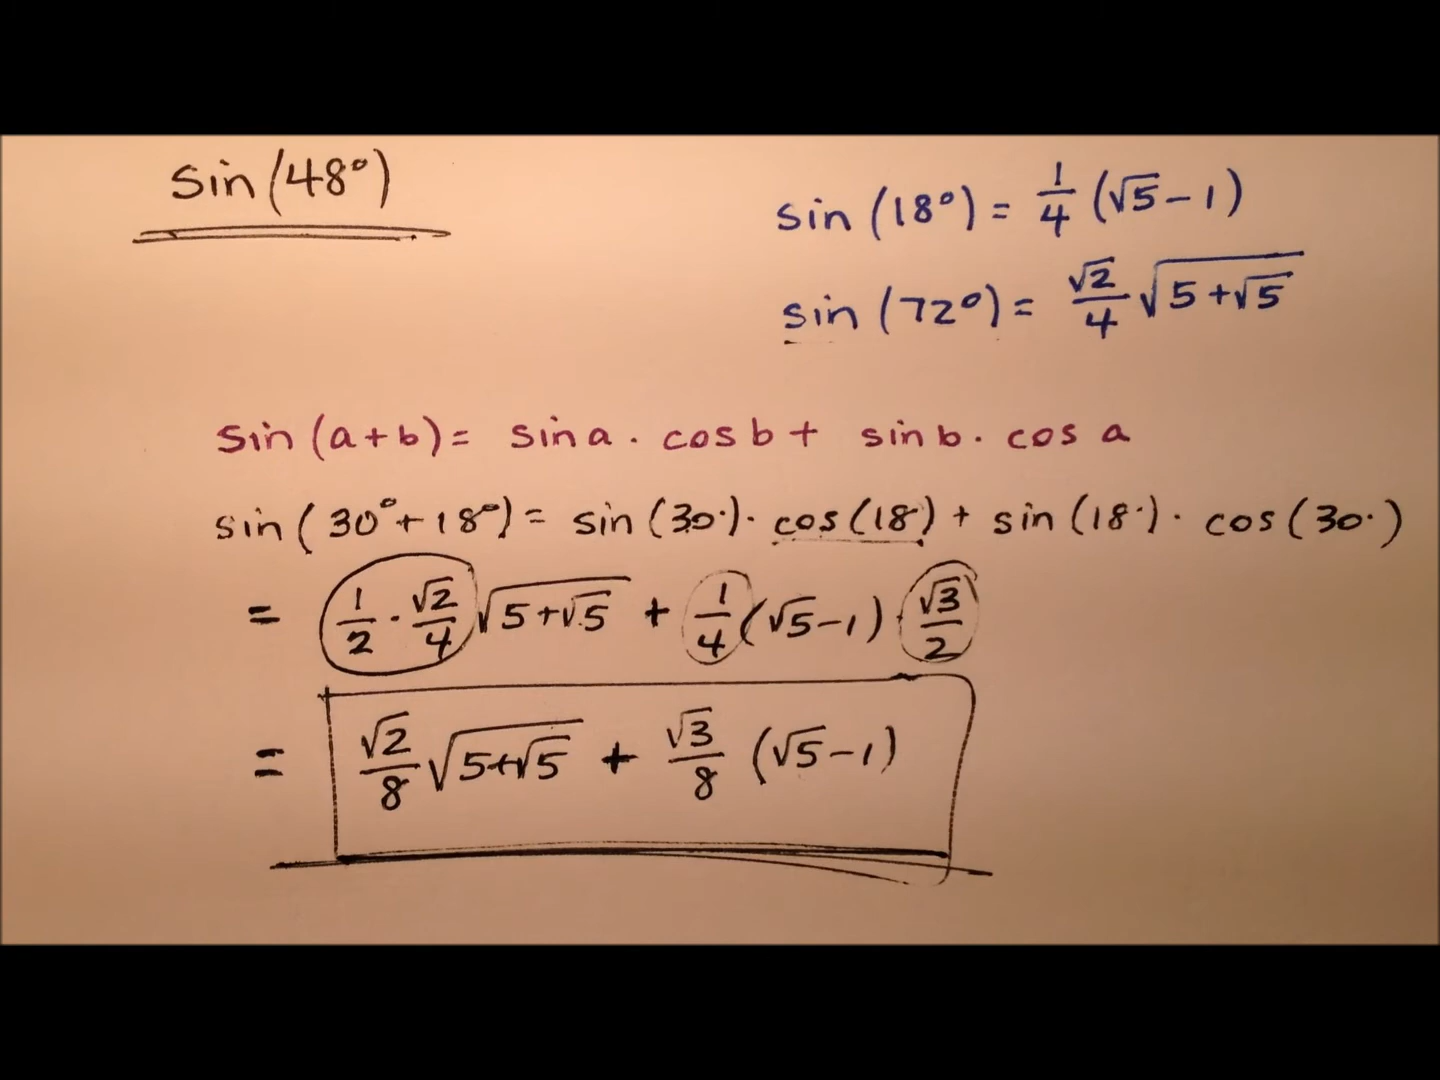 sin(48°)
sin(18°) = 1/4 (√5 - 1)
sin(72°) = √2/4 √(5+√5)
sin(a+b) = sin a · cos b + sin b · cos a
sin(30° + 18°) = sin(30°) · cos(18) + sin(18°) · cos(30°)
= 1/2 · √2/4 √(5+√5) + 1/4 (√5 - 1) · √3/2
= √2/8 √(5+√5) + √3/8 (√5 - 1)